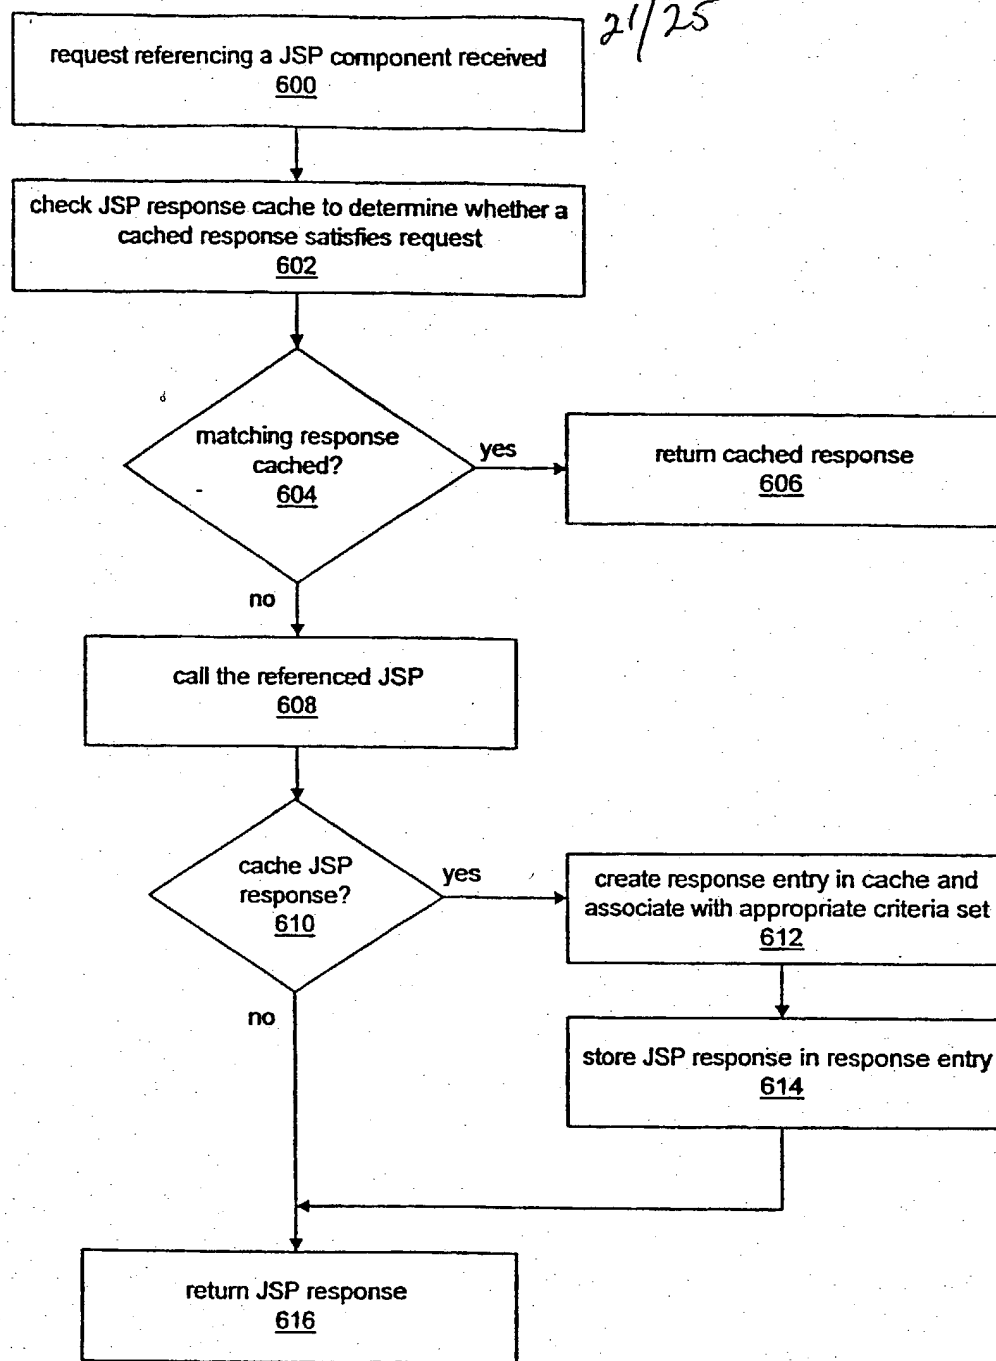 21/25
request referencing a JSP component received
600
check JSP response cache to determine whether a
cached response satisfies request
602
matching response
cached?
604
yes
return cached response
606
no
call the referenced JSP
608
cache JSP
response?
610
yes
create response entry in cache and
associate with appropriate criteria set
612
no
store JSP response in response entry
614
return JSP response
616